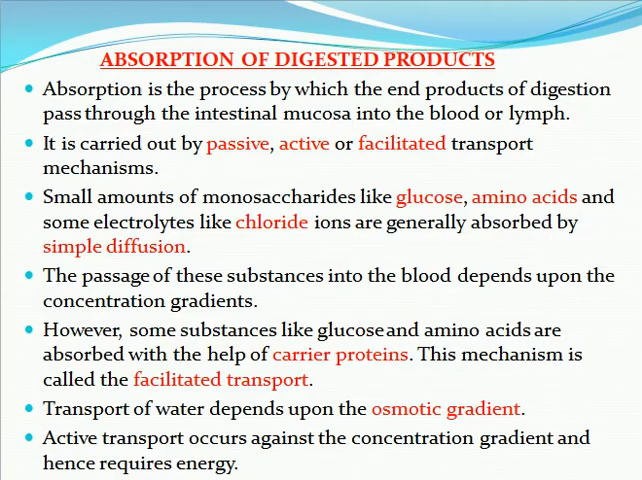 ABSORPTION OF DIGESTED PRODUCTS
• Absorption is the process by which the end products of digestion
pass through the intestinal mucosa into the blood or lymph.
• It is carried out by passive, active or facilitated transport
mechanisms.
• Small amounts of monosaccharides like glucose, amino acids and
some electrolytes like chloride ions are generally absorbed by
simple diffusion.
• The passage of these substances into the blood depends upon the
concentration gradients.
• However, some substances like glucose and amino acids are
absorbed with the help of carrier proteins. This mechanism is
called the facilitated transport.
• Transport of water depends upon the osmotic gradient.
• Active transport occurs against the concentration gradient and
hence requires energy.